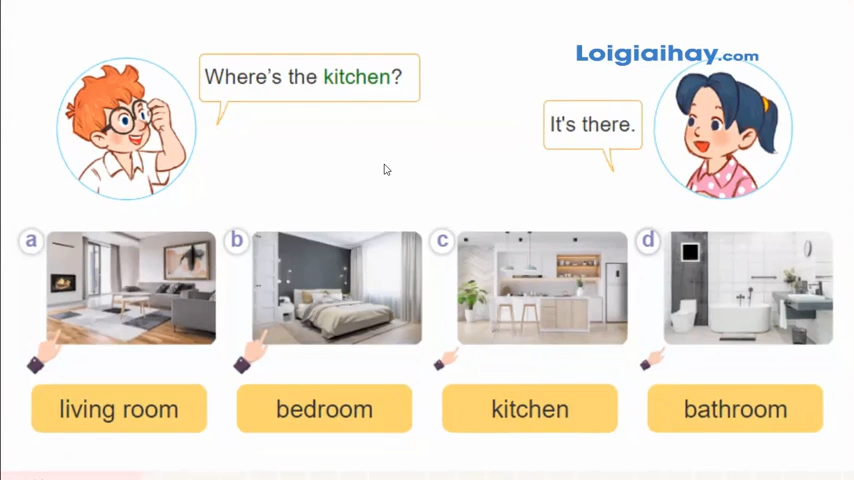 Loigiaihay.com
Where's the kitchen?
It's there.
a
b
c
d
living room
bedroom
kitchen
bathroom